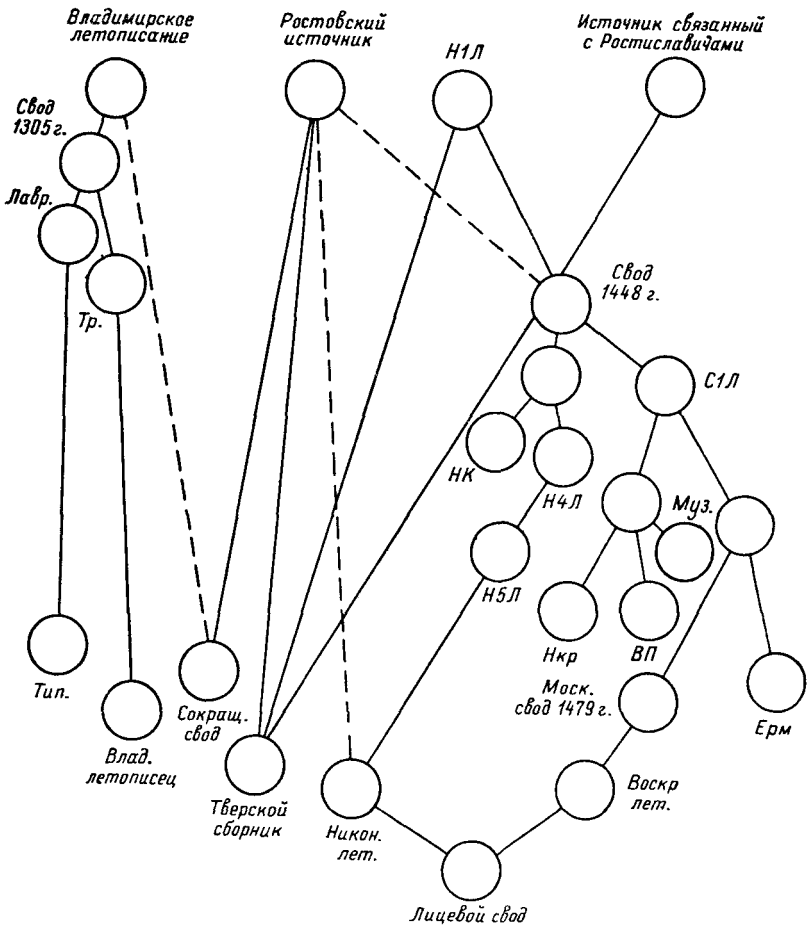 Владимирское
летописание
Ростовский
источник
Н1Л
Источник связанный
с Ростиславичами
Свод
1305 г.
Лавр.
Тр.
Свод
1448 г.
С1Л
НК
Н4Л
Муз.
Н5Л
Нкр
ВП
Тип.
Влад.
летописец
Сокращ.
свод
Моск.
свод 1479 г.
Ерм
Тверской
сборник
Никон.
лет.
Воскр
лет.
Лицевой свод